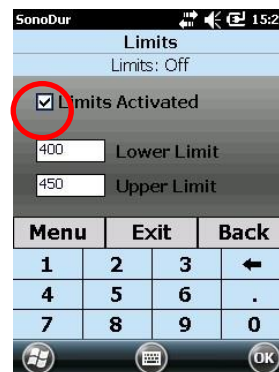 SonoDur 15:2
Limits
Limits: Off
Limits Activated
400 Lower Limit
450 Upper Limit
Menu Exit Back
1 2 3
4 5 6 .
7 8 9 0
OK